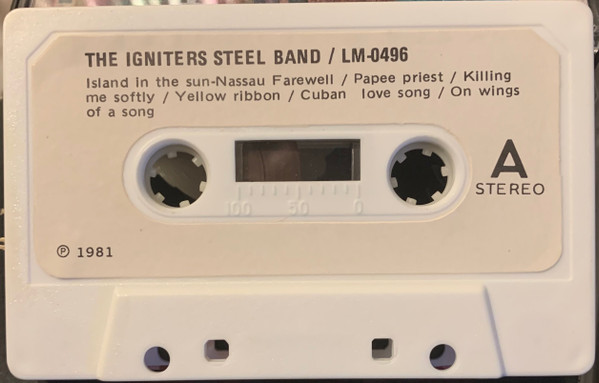 THE IGNITERS STEEL BAND / LM-0496
Island in the sun-Nassau Farewell / Papee priest / Killing
me softly / Yellow ribbon / Cuban love song / On wings
of a song
A
STEREO
100 50 0
℗ 1981